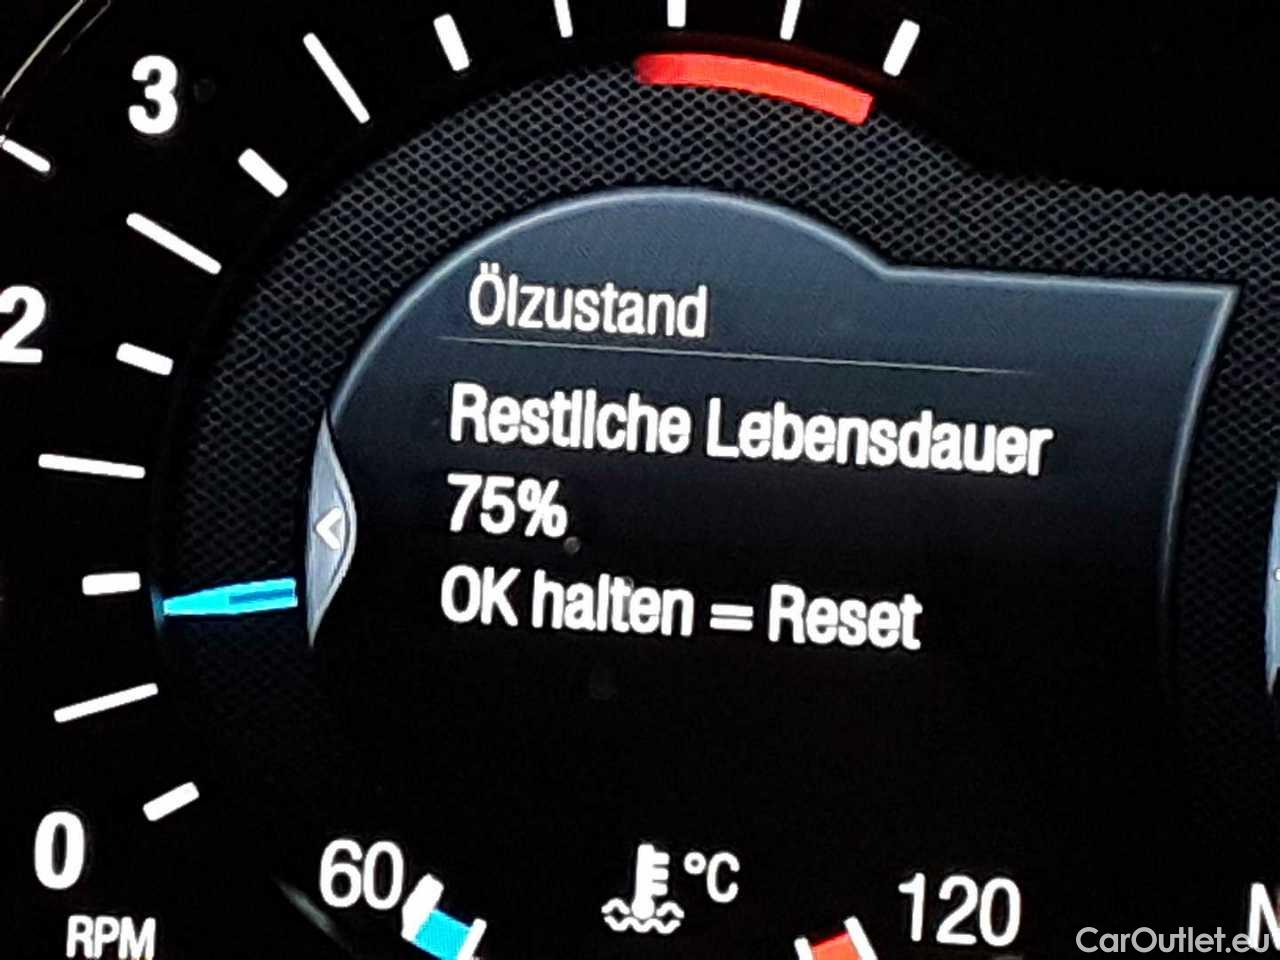 3
2
Ölzustand
Restliche Lebensdauer
75%
OK halten = Reset
0
60
°C
120
N
RPM
CarOutlet.eu